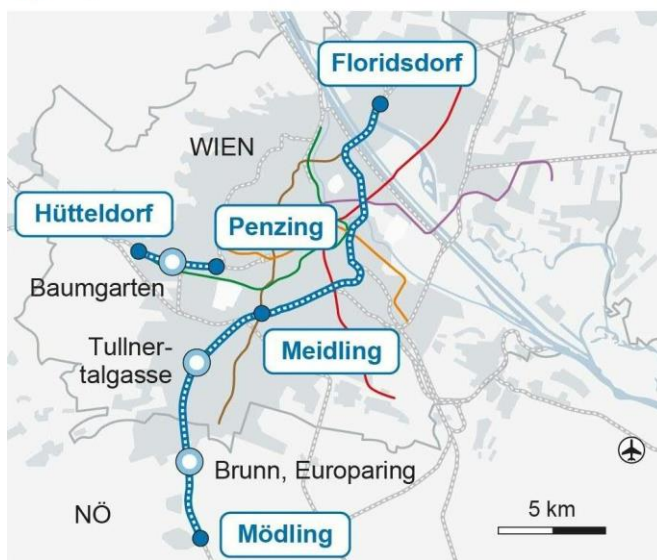 Floridsdorf
WIEN
Hütteldorf
Penzing
Baumgarten
Tullner-
talgasse
Meidling
Brunn, Europaring
NÖ
Mödling
5 km